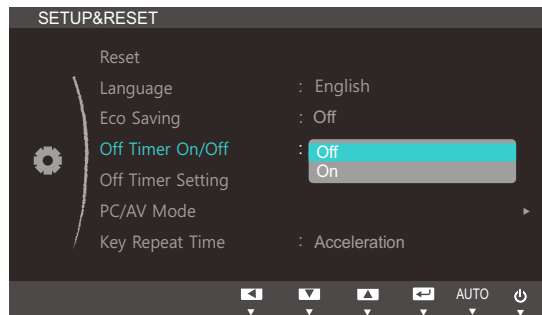 SETUP&RESET
Reset
Language : English
Eco Saving : Off
Off Timer On/Off : Off
On
Off Timer Setting
PC/AV Mode
Key Repeat Time : Acceleration
AUTO